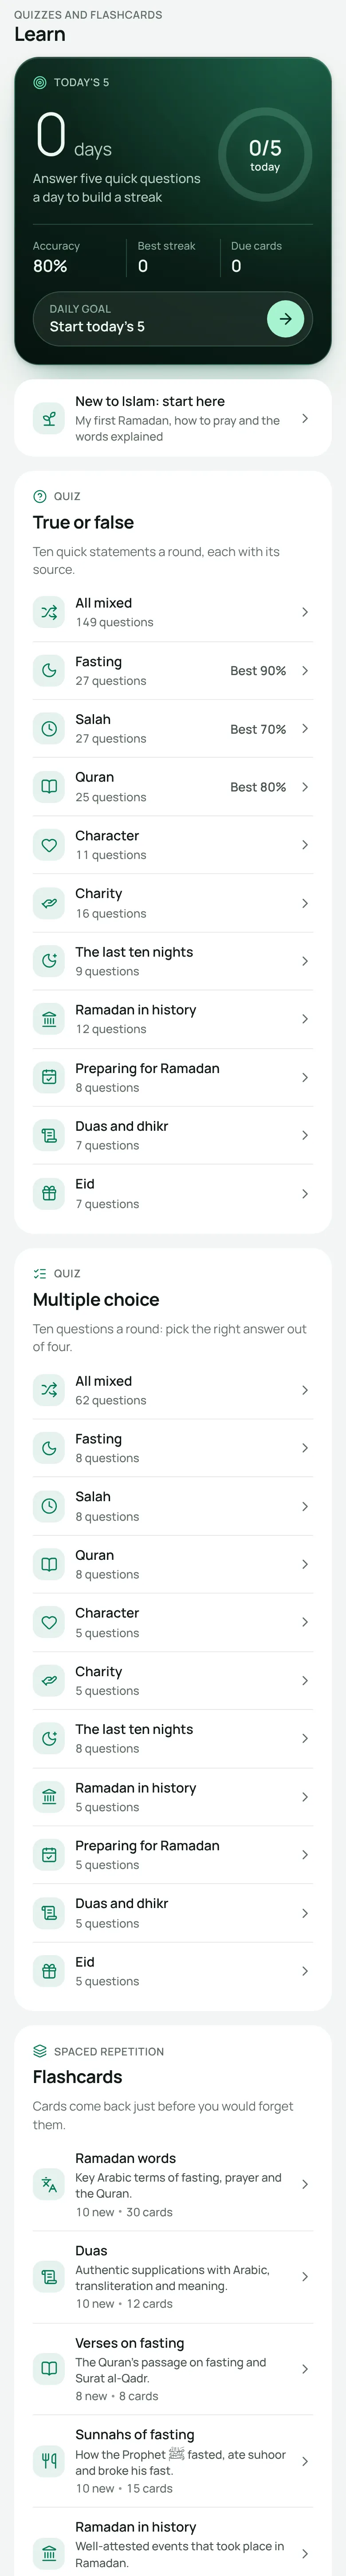 QUIZZES AND FLASHCARDS
Learn
TODAY'S 5
0 days
0/5
today
Answer five quick questions
a day to build a streak
Accuracy
80%
Best streak
0
Due cards
0
DAILY GOAL
Start today's 5
New to Islam: start here
My first Ramadan, how to pray and the
words explained
QUIZ
True or false
Ten quick statements a round, each with its
source.
All mixed
149 questions
Fasting
27 questions
Best 90%
Salah
27 questions
Best 70%
Quran
25 questions
Best 80%
Character
11 questions
Charity
16 questions
The last ten nights
9 questions
Ramadan in history
12 questions
Preparing for Ramadan
8 questions
Duas and dhikr
7 questions
Eid
7 questions
QUIZ
Multiple choice
Ten questions a round: pick the right answer out
of four.
All mixed
62 questions
Fasting
8 questions
Salah
8 questions
Quran
8 questions
Character
5 questions
Charity
5 questions
The last ten nights
8 questions
Ramadan in history
5 questions
Preparing for Ramadan
5 questions
Duas and dhikr
5 questions
Eid
5 questions
SPACED REPETITION
Flashcards
Cards come back just before you would forget
them.
Ramadan words
Key Arabic terms of fasting, prayer and
the Quran.
10 new • 30 cards
Duas
Authentic supplications with Arabic,
transliteration and meaning.
10 new • 12 cards
Verses on fasting
The Quran's passage on fasting and
Surat al-Qadr.
8 new • 8 cards
Sunnahs of fasting
How the Prophet ﷺ fasted, ate suhoor
and broke his fast.
10 new • 15 cards
Ramadan in history
Well-attested events that took place in
Ramadan.